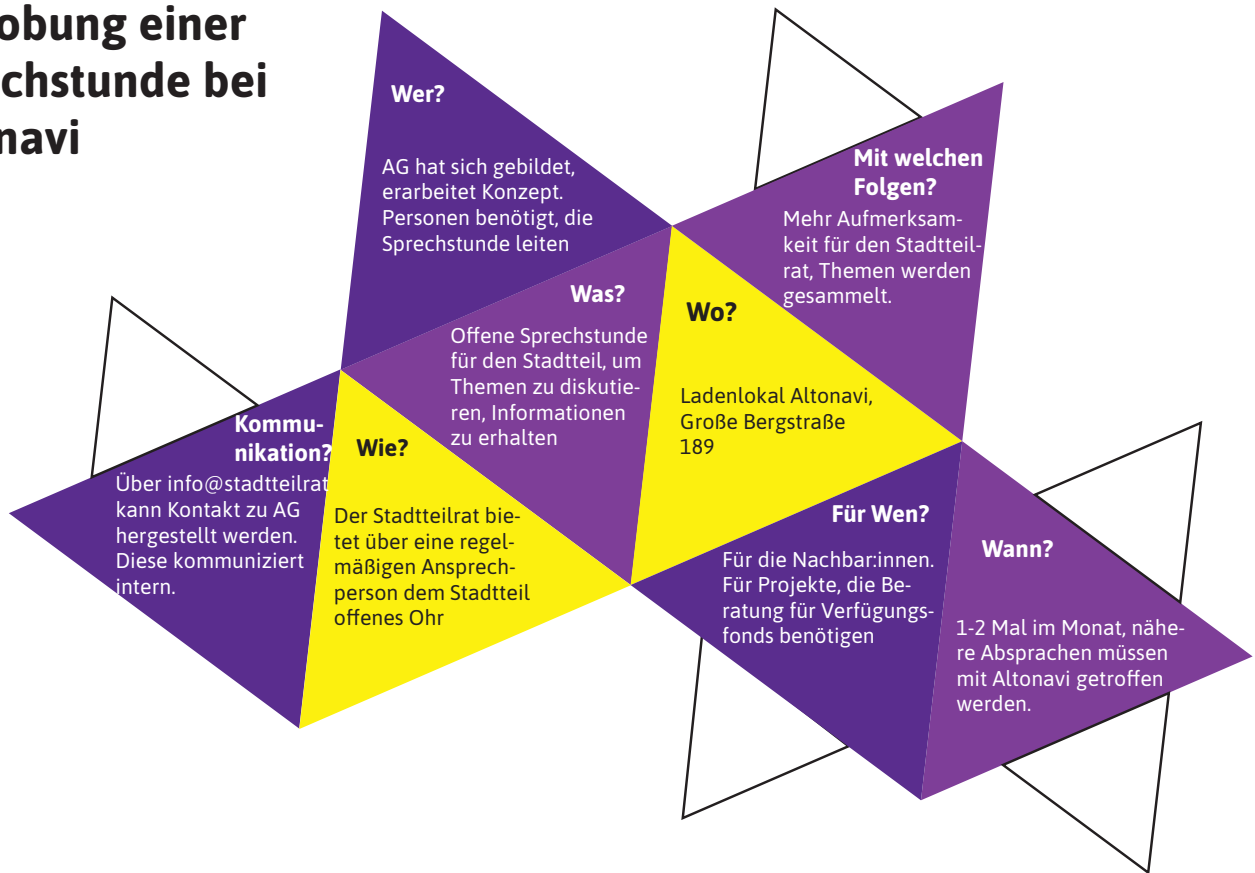 obung einer
chstunde bei
navi
Wer?
AG hat sich gebildet,
erarbeitet Konzept.
Personen benötigt, die
Sprechstunde leiten
Mit welchen
Folgen?
Mehr Aufmerksam-
keit für den Stadtteil-
rat, Themen werden
gesammelt.
Was?
Offene Sprechstunde
für den Stadtteil, um
Themen zu diskutie-
ren, Informationen
zu erhalten
Wo?
Ladenlokal Altonavi,
Große Bergstraße
189
Kommu-
nikation?
Über info@stadtteilrat
kann Kontakt zu AG
hergestellt werden.
Diese kommuniziert
intern.
Wie?
Der Stadtteilrat bie-
tet über eine regel-
mäßigen Ansprech-
person dem Stadtteil
offenes Ohr
Für Wen?
Für die Nachbar:innen.
Für Projekte, die Be-
ratung für Verfügungs-
fonds benötigen
Wann?
1-2 Mal im Monat, nähe-
re Absprachen müssen
mit Altonavi getroffen
werden.